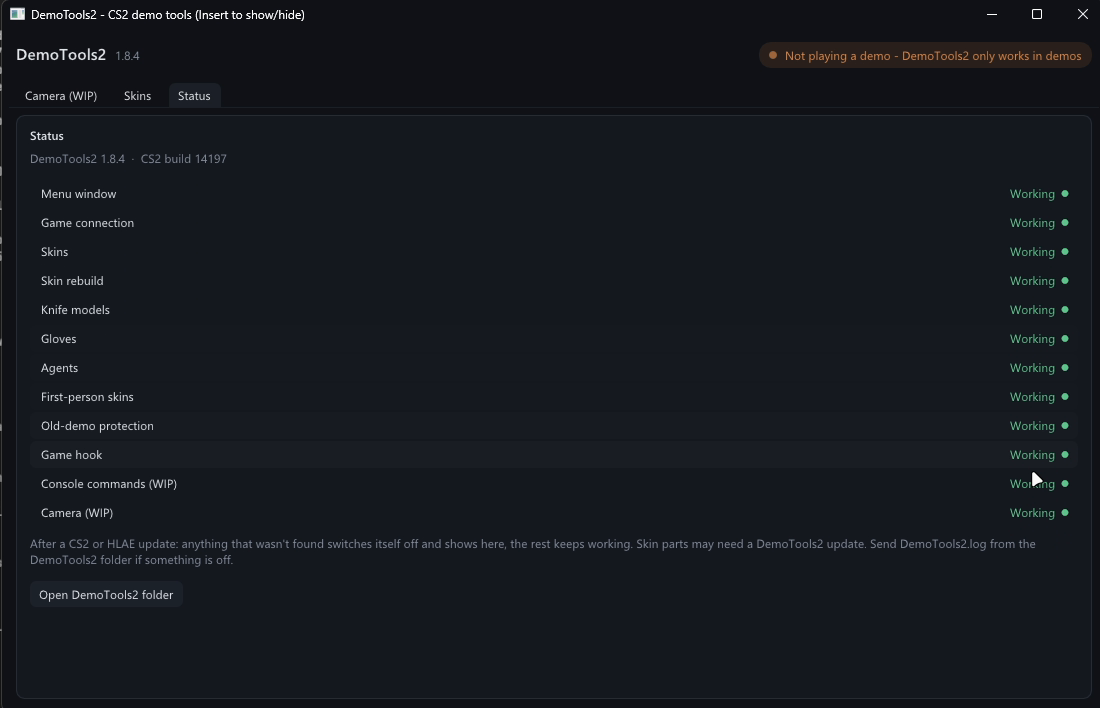 DemoTools2 - CS2 demo tools (Insert to show/hide)
DemoTools2 1.8.4
Not playing a demo - DemoTools2 only works in demos
Camera (WIP) Skins Status
Status
DemoTools2 1.8.4 · CS2 build 14197
Menu window Working
Game connection Working
Skins Working
Skin rebuild Working
Knife models Working
Gloves Working
Agents Working
First-person skins Working
Old-demo protection Working
Game hook Working
Console commands (WIP) Working
Camera (WIP) Working
After a CS2 or HLAE update: anything that wasn't found switches itself off and shows here, the rest keeps working. Skin parts may need a DemoTools2 update. Send DemoTools2.log from the
DemoTools2 folder if something is off.
Open DemoTools2 folder